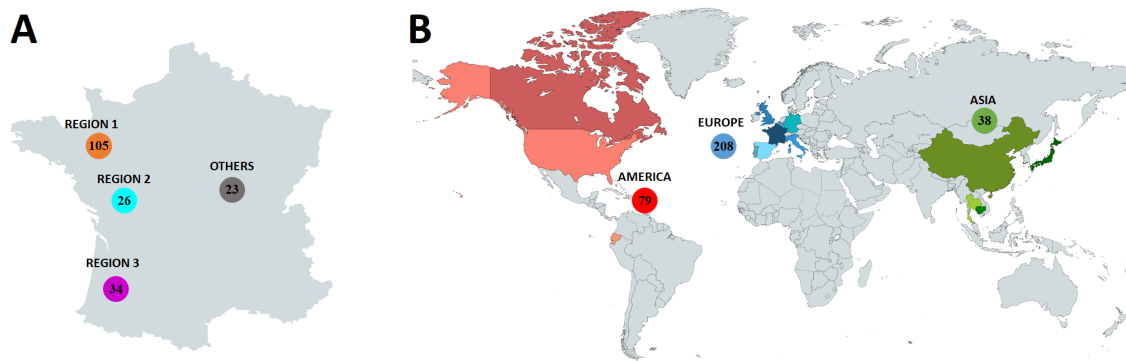 A
REGION 1
105
REGION 2
26
OTHERS
23
REGION 3
34
B
EUROPE
208
ASIA
38
AMERICA
79